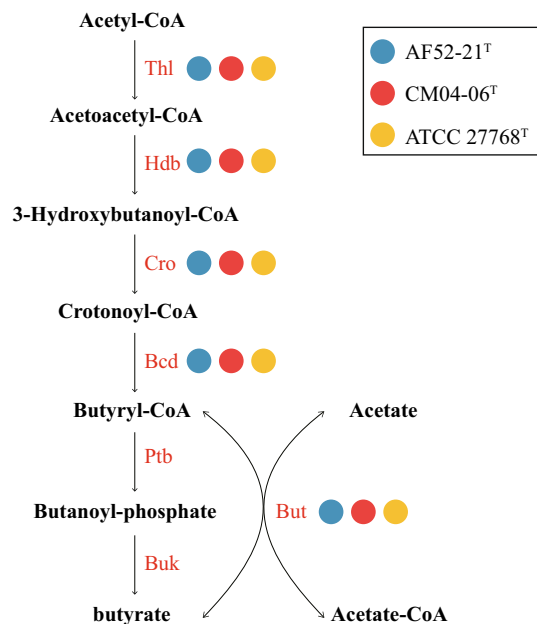 Acetyl-CoA
Thl
Acetoacetyl-CoA
Hdb
3-Hydroxybutanoyl-CoA
Cro
Crotonoyl-CoA
Bcd
Butyryl-CoA
Acetate
Ptb
Butanoyl-phosphate
But
Buk
butyrate
Acetate-CoA
AF52-21ᵀ
CM04-06ᵀ
ATCC 27768ᵀ